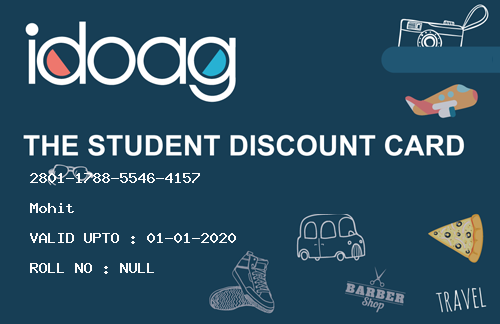 idoag
THE STUDENT DISCOUNT CARD
2801-1788-5546-4157
Mohit
VALID UPTO : 01-01-2020
ROLL NO : NULL
BARBER
Shop
TRAVEL